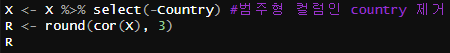 X <- X %>% select(-Country) #범주형 컬럼인 country 제거
R <- round(cor(X), 3)
R